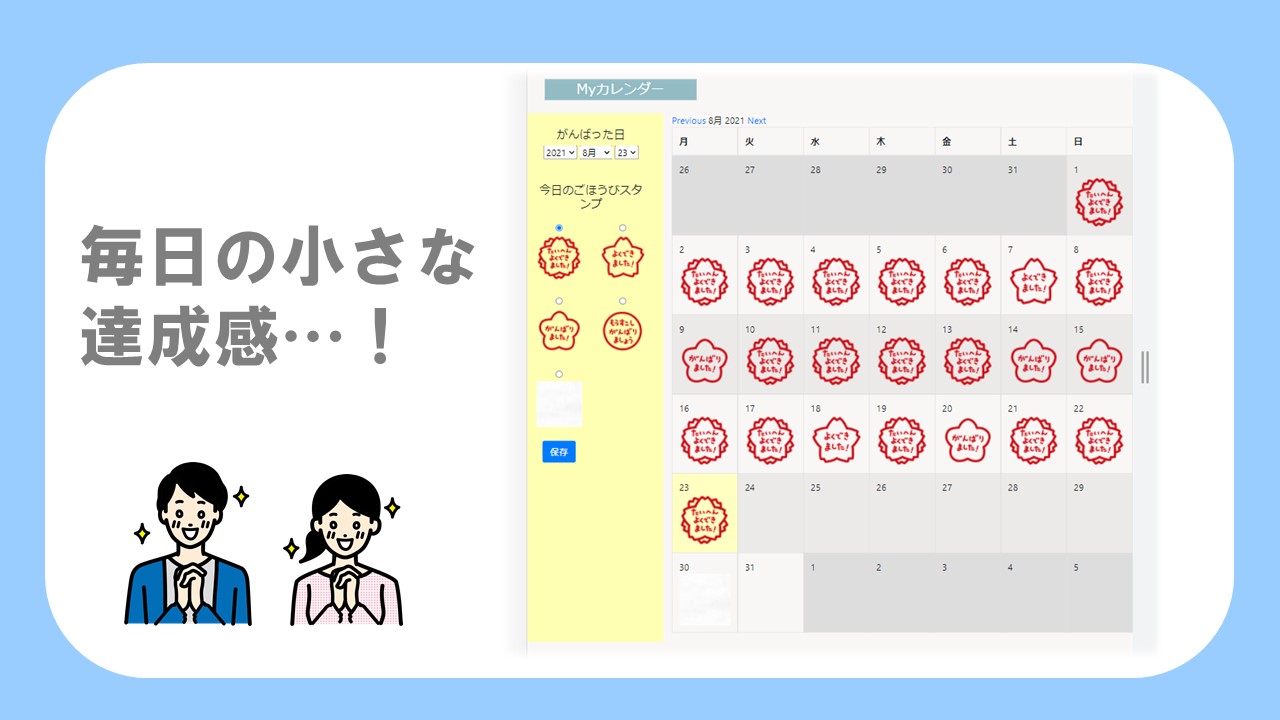 毎日の小さな
達成感…！
Myカレンダー
がんばった日
2021 8月 23
今日のごほうびスタ
ンプ
たいへん
よくでき
ました!
よくでき
ました!
がんばり
ました!
もうすこし
がんばり
ましょう
保存
Previous 8月 2021 Next
月 火 水 木 金 土 日
26 27 28 29 30 31 1
たいへん
よくでき
ました!
2 3 4 5 6 7 8
たいへん たいへん たいへん たいへん たいへん たいへん
よくでき よくでき よくでき よくでき よくでき よくでき よくでき
ました! ました! ました! ました! ました! ました! ました!
9 10 11 12 13 14 15
たいへん たいへん たいへん たいへん
がんばり よくでき よくでき よくでき よくでき がんばり がんばり
ました! ました! ました! ました! ました! ました! ました!
16 17 18 19 20 21 22
たいへん たいへん たいへん たいへん たいへん
よくでき よくでき よくでき よくでき がんばり よくでき よくでき
ました! ました! ました! ました! ました! ました! ました!
23 24 25 26 27 28 29
たいへん
よくでき
ました!
30 31 1 2 3 4 5